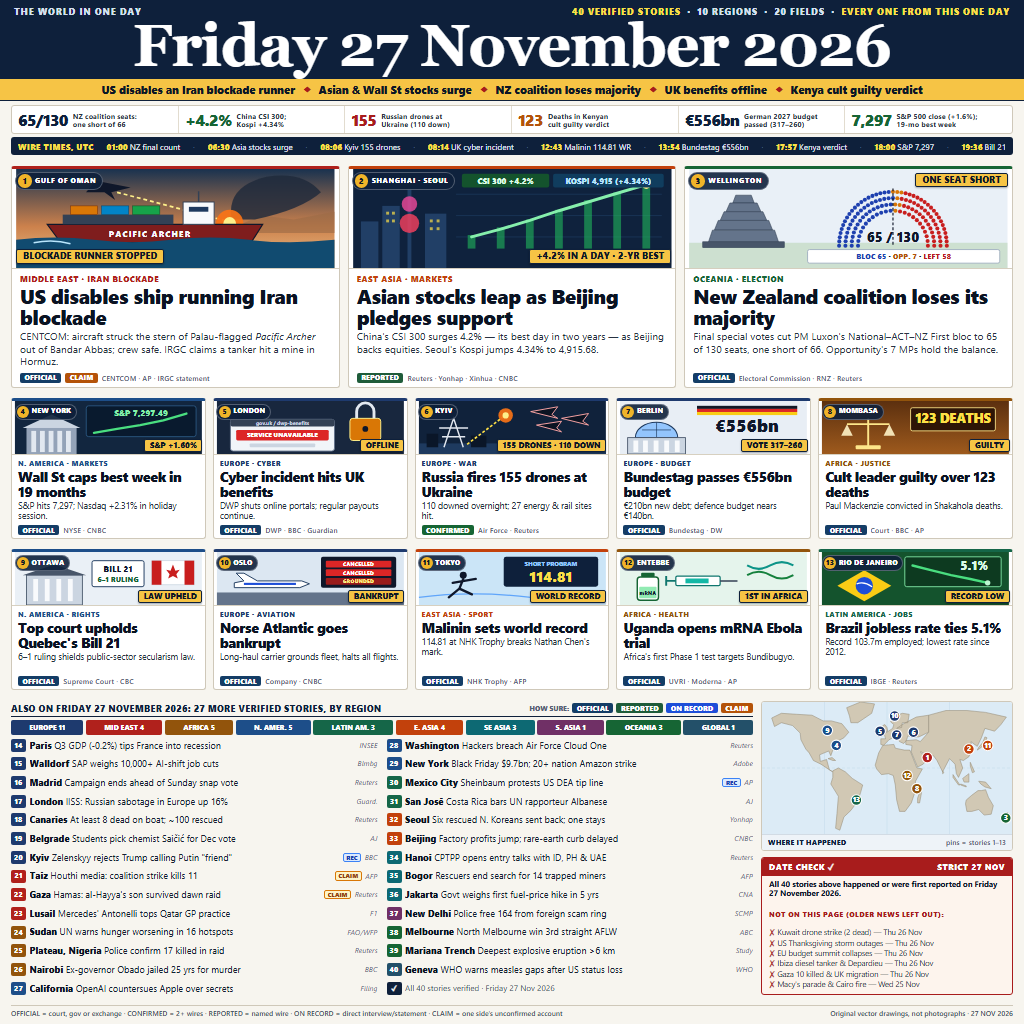 THE WORLD IN ONE DAY
40 VERIFIED STORIES • 10 REGIONS • 20 FIELDS • EVERY ONE FROM THIS ONE DAY
Friday 27 November 2026
US disables an Iran blockade runner ◆ Asian & Wall St stocks surge ◆ NZ coalition loses majority ◆ UK benefits offline ◆ Kenya cult guilty verdict
65/130 NZ coalition seats: one short of 66
+4.2% China CSI 300; Kospi +4.34%
155 Russian drones at Ukraine (110 down)
123 Deaths in Kenyan cult guilty verdict
€556bn German 2027 budget passed (317–260)
7,297 S&P 500 close (+1.6%); 19-mo best week
WIRE TIMES, UTC 01:00 NZ final count · 06:30 Asia stocks surge · 08:06 Kyiv 155 drones · 08:14 UK cyber incident · 12:43 Malinin 114.81 WR · 13:54 Bundestag €556bn · 17:57 Kenya verdict · 18:00 S&P 7,297 · 19:36 Bill 21
1 GULF OF OMAN
PACIFIC ARCHER
BLOCKADE RUNNER STOPPED
MIDDLE EAST · IRAN BLOCKADE
US disables ship running Iran
blockade
CENTCOM: aircraft struck the stern of Palau-flagged Pacific Archer
out of Bandar Abbas; crew safe. IRGC claims a tanker hit a mine in
Hormuz.
OFFICIAL CLAIM CENTCOM · AP · IRGC statement
2 SHANGHAI · SEOUL
CSI 300 +4.2%
KOSPI 4,915 (+4.34%)
+4.2% IN A DAY · 2-YR BEST
EAST ASIA · MARKETS
Asian stocks leap as Beijing
pledges support
China's CSI 300 surges 4.2% — its best day in two years — as Beijing
backs equities. Seoul's Kospi jumps 4.34% to 4,915.68.
REPORTED Reuters · Yonhap · Xinhua · CNBC
3 WELLINGTON
ONE SEAT SHORT
65 / 130
BLOC 65 · OPP. 7 · LEFT 58
OCEANIA · ELECTION
New Zealand coalition loses its
majority
Final special votes cut PM Luxon's National–ACT–NZ First bloc to 65
of 130 seats, one short of 66. Opportunity's 7 MPs hold the balance.
OFFICIAL Electoral Commission · RNZ · Reuters
4 NEW YORK
S&P 7,297.49
S&P +1.60%
N. AMERICA · MARKETS
Wall St caps best week in
19 months
S&P hits 7,297; Nasdaq +2.31% in holiday
session.
OFFICIAL NYSE · CNBC
5 LONDON
gov.uk / dwp-benefits
SERVICE UNAVAILABLE
OFFLINE
EUROPE · CYBER
Cyber incident hits UK
benefits
DWP shuts online portals; regular payouts
continue.
OFFICIAL DWP · BBC · Guardian
6 KYIV
155 DRONES · 110 DOWN
EUROPE · WAR
Russia fires 155 drones at
Ukraine
110 downed overnight; 27 energy & rail sites
hit.
CONFIRMED Air Force · Reuters
7 BERLIN
€556bn
VOTE 317–260
EUROPE · BUDGET
Bundestag passes €556bn
budget
€210bn new debt; defence budget nears
€140bn.
OFFICIAL Bundestag · DW
8 MOMBASA
123 DEATHS
GUILTY
AFRICA · JUSTICE
Cult leader guilty over 123
deaths
Paul Mackenzie convicted in Shakahola deaths.
OFFICIAL Court · BBC · AP
9 OTTAWA
BILL 21
6–1 RULING
LAW UPHELD
N. AMERICA · RIGHTS
Top court upholds
Quebec's Bill 21
6–1 ruling shields public-sector secularism law.
OFFICIAL Supreme Court · CBC
10 OSLO
CANCELLED
CANCELLED
GROUNDED
BANKRUPT
EUROPE · AVIATION
Norse Atlantic goes
bankrupt
Long-haul carrier grounds fleet, halts all flights.
OFFICIAL Company · CNBC
11 TOKYO
SHORT PROGRAM
114.81
WORLD RECORD
EAST ASIA · SPORT
Malinin sets world record
114.81 at NHK Trophy breaks Nathan Chen's
mark.
OFFICIAL NHK Trophy · AFP
12 ENTEBBE
mRNA
1ST IN AFRICA
AFRICA · HEALTH
Uganda opens mRNA Ebola
trial
Africa's first Phase 1 test targets Bundibugyo.
OFFICIAL UVRI · Moderna · AP
13 RIO DE JANEIRO
5.1%
RECORD LOW
LATIN AMERICA · JOBS
Brazil jobless rate ties 5.1%
Record 103.7m employed; lowest rate since
2012.
OFFICIAL IBGE · Reuters
ALSO ON FRIDAY 27 NOVEMBER 2026: 27 MORE VERIFIED STORIES, BY REGION
HOW SURE: OFFICIAL REPORTED ON RECORD CLAIM
EUROPE 11 MID EAST 4 AFRICA 5 N. AMER. 5 LATIN AM. 3 E. ASIA 4 SE ASIA 3 S. ASIA 1 OCEANIA 3 GLOBAL 1
14 Paris Q3 GDP (-0.2%) tips France into recession INSEE
15 Walldorf SAP weighs 10,000+ AI-shift job cuts Blmbg
16 Madrid Campaign ends ahead of Sunday snap vote Reuters
17 London IISS: Russian sabotage in Europe up 16% Guard.
18 Canaries At least 8 dead on boat; ~100 rescued Reuters
19 Belgrade Students pick chemist Saičić for Dec vote AJ
20 Kyiv Zelenskyy rejects Trump calling Putin "friend" REC BBC
21 Taiz Houthi media: coalition strike kills 11 CLAIM AFP
22 Gaza Hamas: al-Hayya's son survived dawn raid CLAIM Reuters
23 Lusail Mercedes' Antonelli tops Qatar GP practice F1
24 Sudan UN warns hunger worsening in 16 hotspots FAO/WFP
25 Plateau, Nigeria Police confirm 17 killed in raid Reuters
26 Nairobi Ex-governor Obado jailed 25 yrs for murder BBC
27 California OpenAI countersues Apple over secrets Filing
28 Washington Hackers breach Air Force Cloud One Reuters
29 New York Black Friday $9.7bn; 20+ nation Amazon strike Adobe
30 Mexico City Sheinbaum protests US DEA tip line REC AP
31 San José Costa Rica bars UN rapporteur Albanese AJ
32 Seoul Six rescued N. Koreans sent back; one stays Yonhap
33 Beijing Factory profits jump; rare-earth curb delayed CNBC
34 Hanoi CPTPP opens entry talks with ID, PH & UAE Reuters
35 Bogor Rescuers end search for 14 trapped miners AFP
36 Jakarta Govt weighs first fuel-price hike in 5 yrs CNA
37 New Delhi Police free 164 from foreign scam ring SCMP
38 Melbourne North Melbourne win 3rd straight AFLW ABC
39 Mariana Trench Deepest explosive eruption >6 km Study
40 Geneva WHO warns measles gaps after US status loss WHO
✓ All 40 stories verified · Friday 27 Nov 2026
10
9
5
7
6
4
2
11
1
12
8
13
3
WHERE IT HAPPENED
pins = stories 1–13
DATE CHECK ✓ STRICT 27 NOV
All 40 stories above happened or were first reported on Friday
27 November 2026.
NOT ON THIS PAGE (OLDER NEWS LEFT OUT):
✗ Kuwait drone strike (2 dead) — Thu 26 Nov
✗ US Thanksgiving storm outages — Thu 26 Nov
✗ EU budget summit collapses — Thu 26 Nov
✗ Ibiza diesel tanker & Depardieu — Thu 26 Nov
✗ Gaza 10 killed & UK migration — Thu 26 Nov
✗ Macy's parade & Cairo fire — Wed 25 Nov
OFFICIAL = court, gov or exchange · CONFIRMED = 2+ wires · REPORTED = named wire · ON RECORD = direct interview/statement · CLAIM = one side's unconfirmed account
Original vector drawings, not photographs · 27 NOV 2026